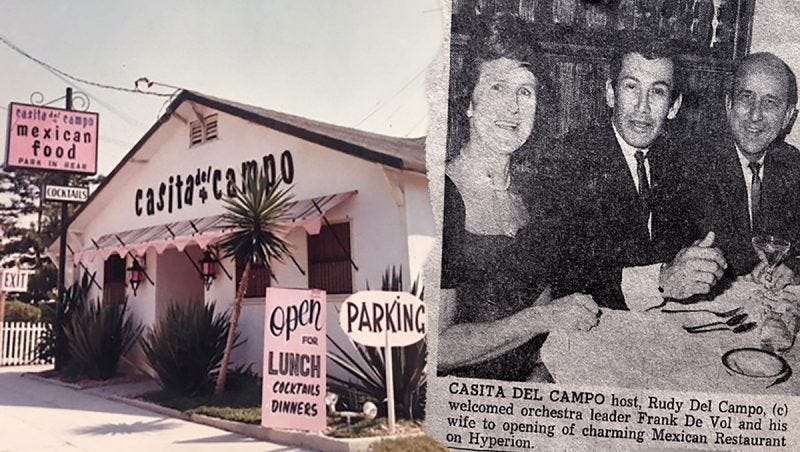 casita del campo
mexican
food
PARK IN REAR
COCKTAILS
EXIT
casita del campo
Open
FOR
LUNCH
COCKTAILS
DINNERS
PARKING
CASITA DEL CAMPO host, Rudy Del Campo, (c)
welcomed orchestra leader Frank De Vol and his
wife to opening of charming Mexican Restaurant
on Hyperion.